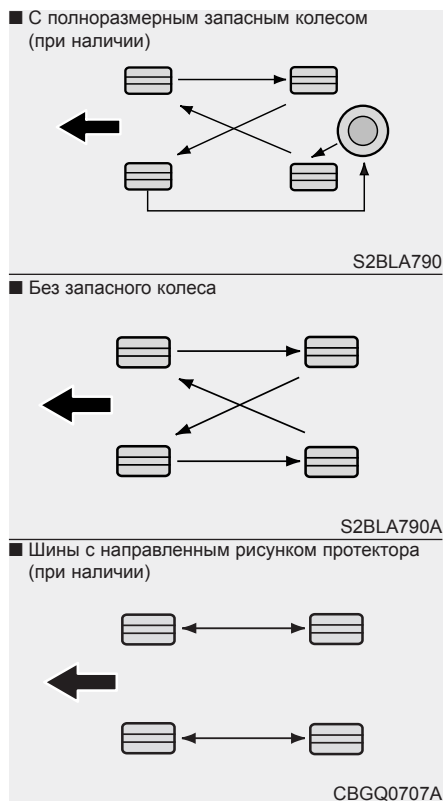 ■ С полноразмерным запасным колесом
(при наличии)
S2BLA790
■ Без запасного колеса
S2BLA790A
■ Шины с направленным рисунком протектора
(при наличии)
CBGQ0707A